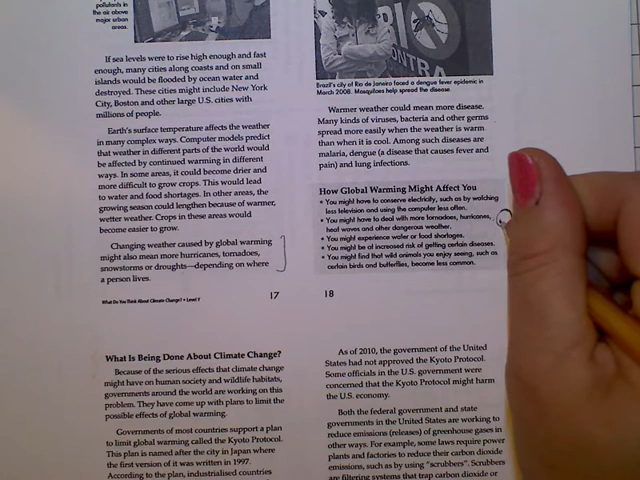 pollutants in
the air above
major urban
areas.
If sea levels were to rise high enough and fast
enough, many cities along coasts and on small
islands would be flooded by ocean water and
destroyed. These cities might include New York
City, Boston and other large U.S. cities with
millions of people.
Earth's surface temperature affects the weather
in many complex ways. Computer models predict
that weather in different parts of the world would
be affected by continued warming in different
ways. In some areas, it could become drier and
more difficult to grow crops. This would lead
to water and food shortages. In other areas, the
growing season could lengthen because of warmer,
wetter weather. Crops in these areas would
become easier to grow.
Changing weather caused by global warming
might also mean more hurricanes, tornadoes,
snowstorms or droughts—depending on where
a person lives.
What Do You Think About Climate Change? • Level Y
17
RIO
CONTRA
Brazil's city of Rio de Janeiro faced a dengue fever epidemic in
March 2008. Mosquitoes help spread the disease.
Warmer weather could mean more disease.
Many kinds of viruses, bacteria and other germs
spread more easily when the weather is warm
than when it is cool. Among such diseases are
malaria, dengue (a disease that causes fever and
pain) and lung infections.
How Global Warming Might Affect You
• You might have to conserve electricity, such as by watching
less television and using the computer less often.
• You might have to deal with more tornadoes, hurricanes,
heat waves and other dangerous weather.
• You might experience water or food shortages.
• You might be at increased risk of getting certain diseases.
• You might find that wild animals you enjoy seeing, such as
certain birds and butterflies, become less common.
18
What Is Being Done About Climate Change?
Because of the serious effects that climate change
might have on human society and wildlife habitats,
governments around the world are working on this
problem. They have come up with plans to limit the
possible effects of global warming.
Governments of most countries support a plan
to limit global warming called the Kyoto Protocol.
This plan is named after the city in Japan where
the first version of it was written in 1997.
According to the plan, industrialised countries
As of 2010, the government of the United
States had not approved the Kyoto Protocol.
Some officials in the U.S. government were
concerned that the Kyoto Protocol might harm
the U.S. economy.
Both the federal government and state
governments in the United States are working to
reduce emissions (releases) of greenhouse gases in
other ways. For example, some laws require power
plants and factories to reduce their carbon dioxide
emissions, such as by using "scrubbers". Scrubbers
are filtering systems that trap carbon dioxide or